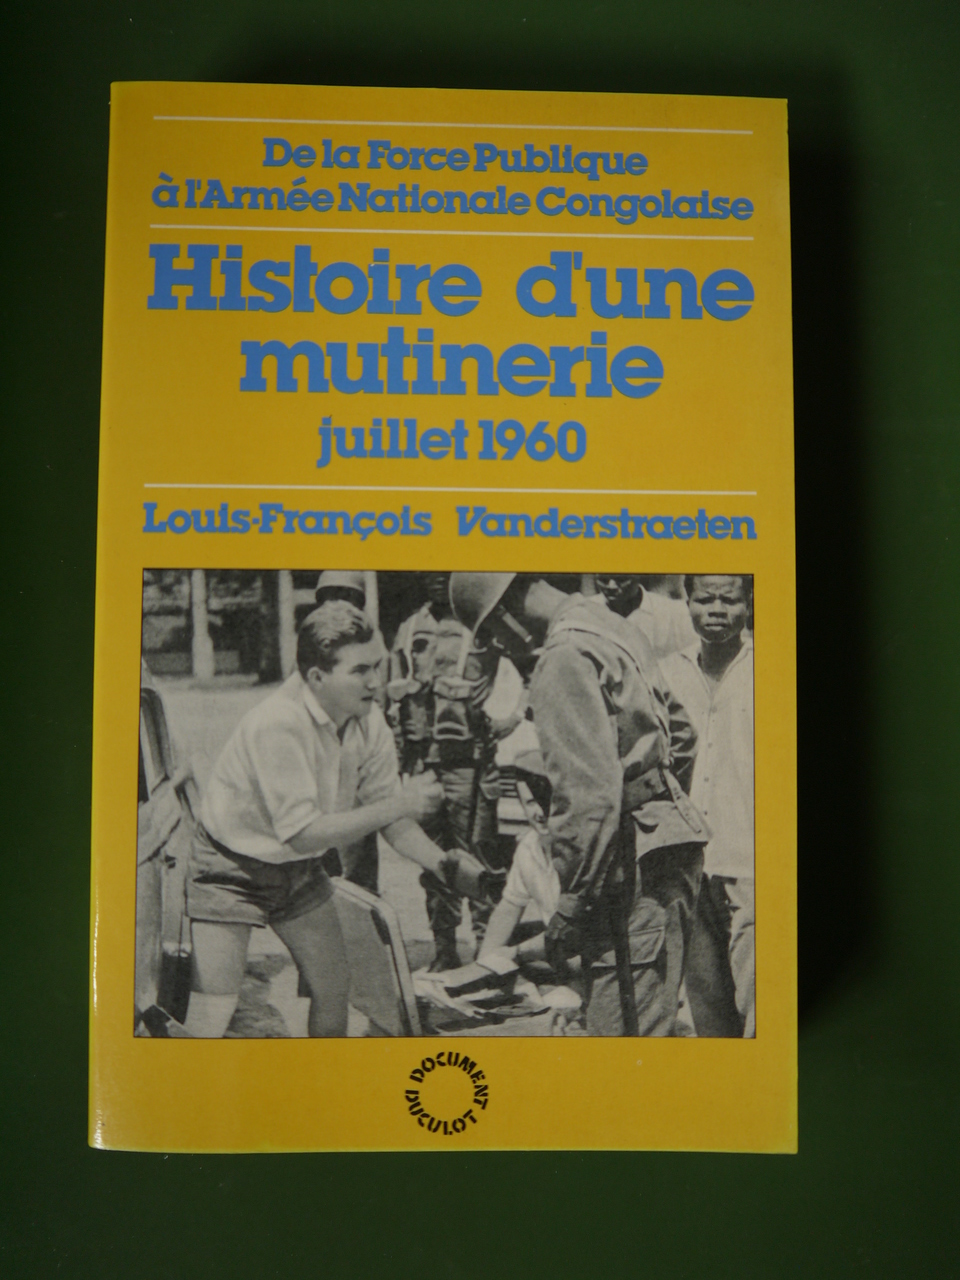 De la Force Publique
à l'Armée Nationale Congolaise
Histoire d'une
mutinerie
juillet 1960
Louis-François Vanderstraeten
DOCUMENT
DUCULOT